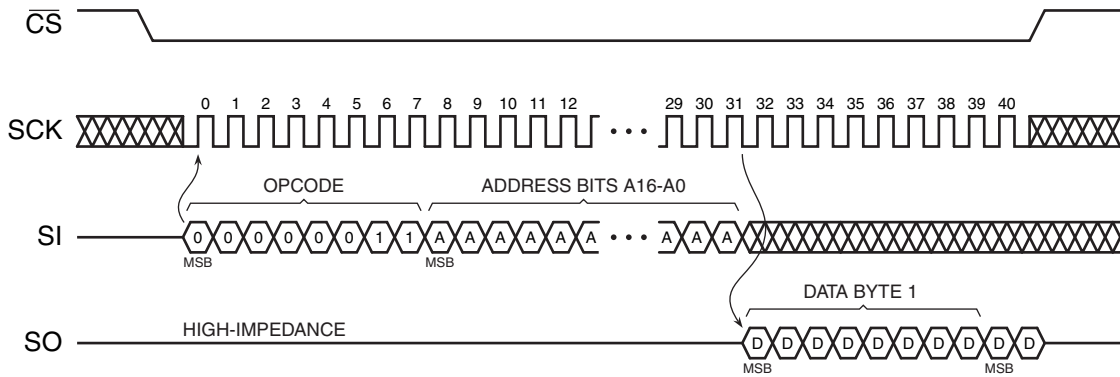 CS
0 1 2 3 4 5 6 7 8 9 10 11 12 29 30 31 32 33 34 35 36 37 38 39 40
SCK
OPCODE ADDRESS BITS A16-A0
SI 0 0 0 0 0 0 1 1 A A A A A A A A A
MSB MSB
DATA BYTE 1
HIGH-IMPEDANCE
SO D D D D D D D D D D
MSB MSB